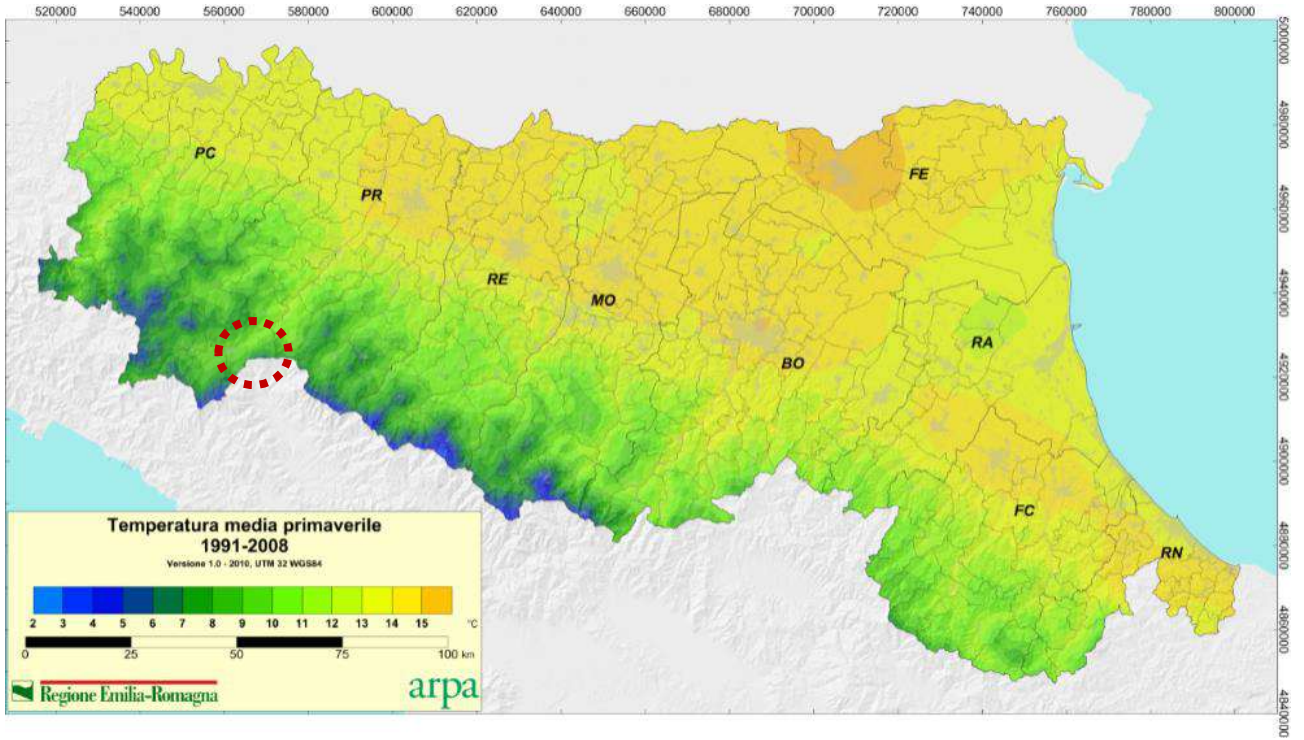 520000 540000 560000 580000 600000 620000 640000 660000 680000 700000 720000 740000 760000 780000 800000
5000000
4980000
4960000
4940000
4920000
4900000
4880000
4860000
4840000
PC
PR
FE
RE
MO
RA
BO
FC
RN
Temperatura media primaverile
1991-2008
Versione 1.0 - 2010, UTM 32 WGS84
2 3 4 5 6 7 8 9 10 11 12 13 14 15 °C
0 25 50 75 100 km
Regione Emilia-Romagna
arpa